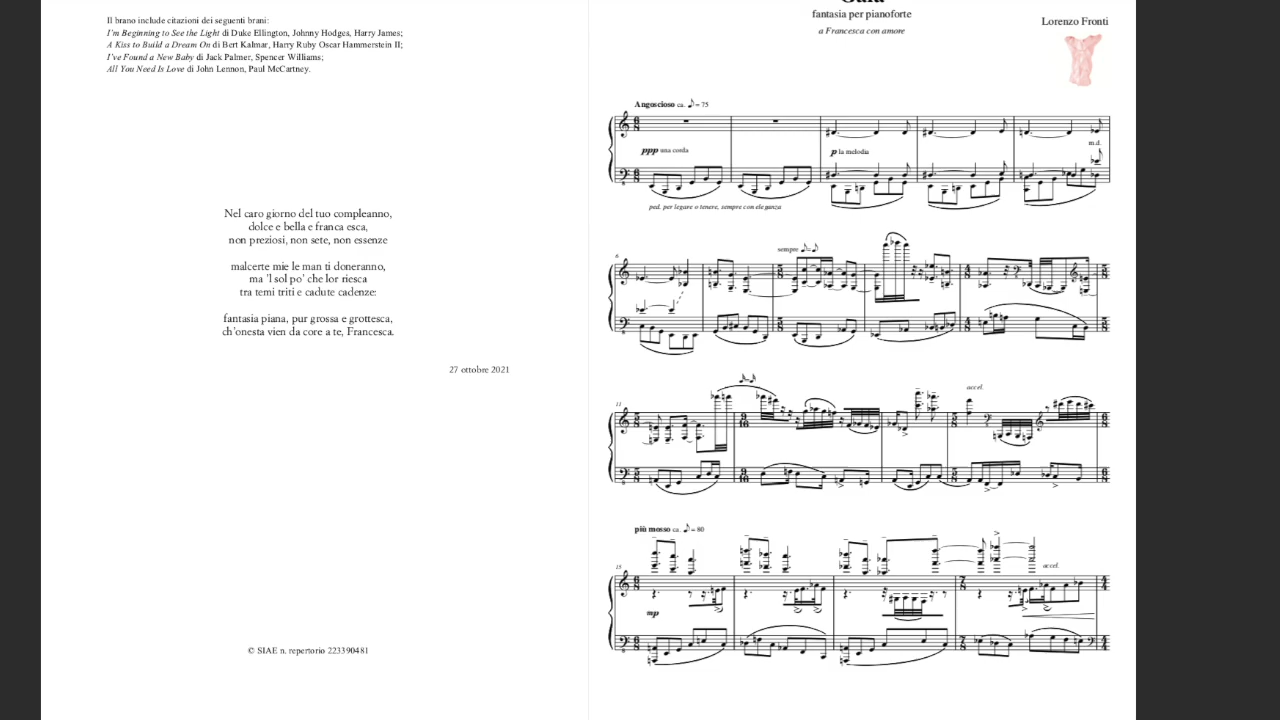 Il brano include citazioni dei seguenti brani:
I'm Beginning to See the Light di Duke Ellington, Johnny Hodges, Harry James;
A Kiss to Build a Dream On di Bert Kalmar, Harry Ruby Oscar Hammerstein II;
I've Found a New Baby di Jack Palmer, Spencer Williams;
All You Need Is Love di John Lennon, Paul McCartney.
Nel caro giorno del tuo compleanno,
dolce e bella e franca esca,
non preziosi, non sete, non essenze
malcerte mie le man ti doneranno,
ma 'l sol po' che lor riesca
tra temi triti e cadute cadenze:
fantasia piana, pur grossa e grottesca,
ch'onesta vien da core a te, Francesca.
27 ottobre 2021
© SIAE n. repertorio 223390481
fantasia per pianoforte
a Francesca con amore
Lorenzo Fronti
Angoscioso ca. ♪ = 75
ppp una corda
p la melodia
m.d.
ped. per legare o tenere, sempre con eleganza
6
sempre ♪=♪
11
♪=♪
accel.
più mosso ca. ♪ = 80
15
mp
accel.